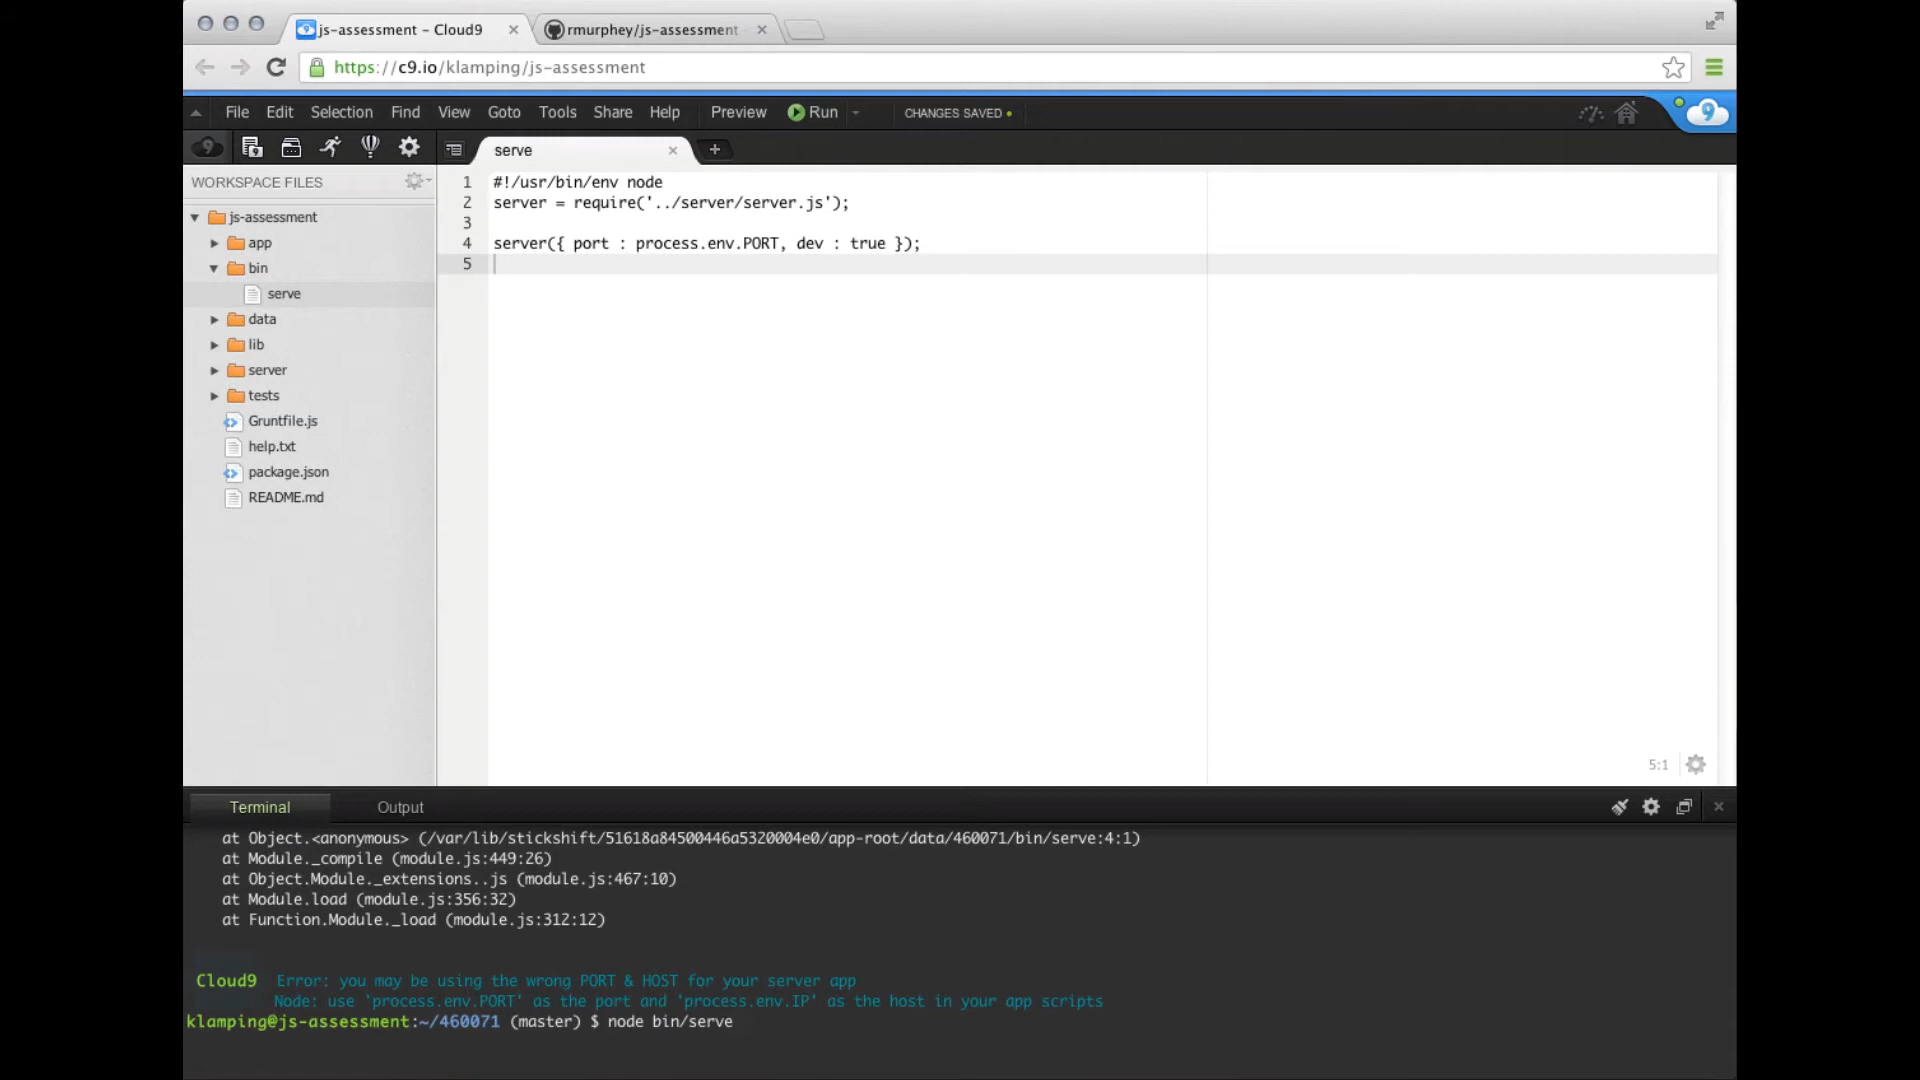 js-assessment - Cloud9
rmurphey/js-assessment
https://c9.io/klamping/js-assessment
File Edit Selection Find View Goto Tools Share Help Preview Run CHANGES SAVED
9
9
serve
WORKSPACE FILES
js-assessment
app
bin
serve
data
lib
server
tests
Gruntfile.js
help.txt
package.json
README.md
1 #!/usr/bin/env node
2 server = require('../server/server.js');
3
4 server({ port : process.env.PORT, dev : true });
5
5:1
Terminal Output
at Object.<anonymous> (/var/lib/stickshift/51618a84500446a5320004e0/app-root/data/460071/bin/serve:4:1)
at Module._compile (module.js:449:26)
at Object.Module._extensions..js (module.js:467:10)
at Module.load (module.js:356:32)
at Function.Module._load (module.js:312:12)
Cloud9 Error: you may be using the wrong PORT & HOST for your server app
Node: use 'process.env.PORT' as the port and 'process.env.IP' as the host in your app scripts
klamping@js-assessment:~/460071 (master) $ node bin/serve